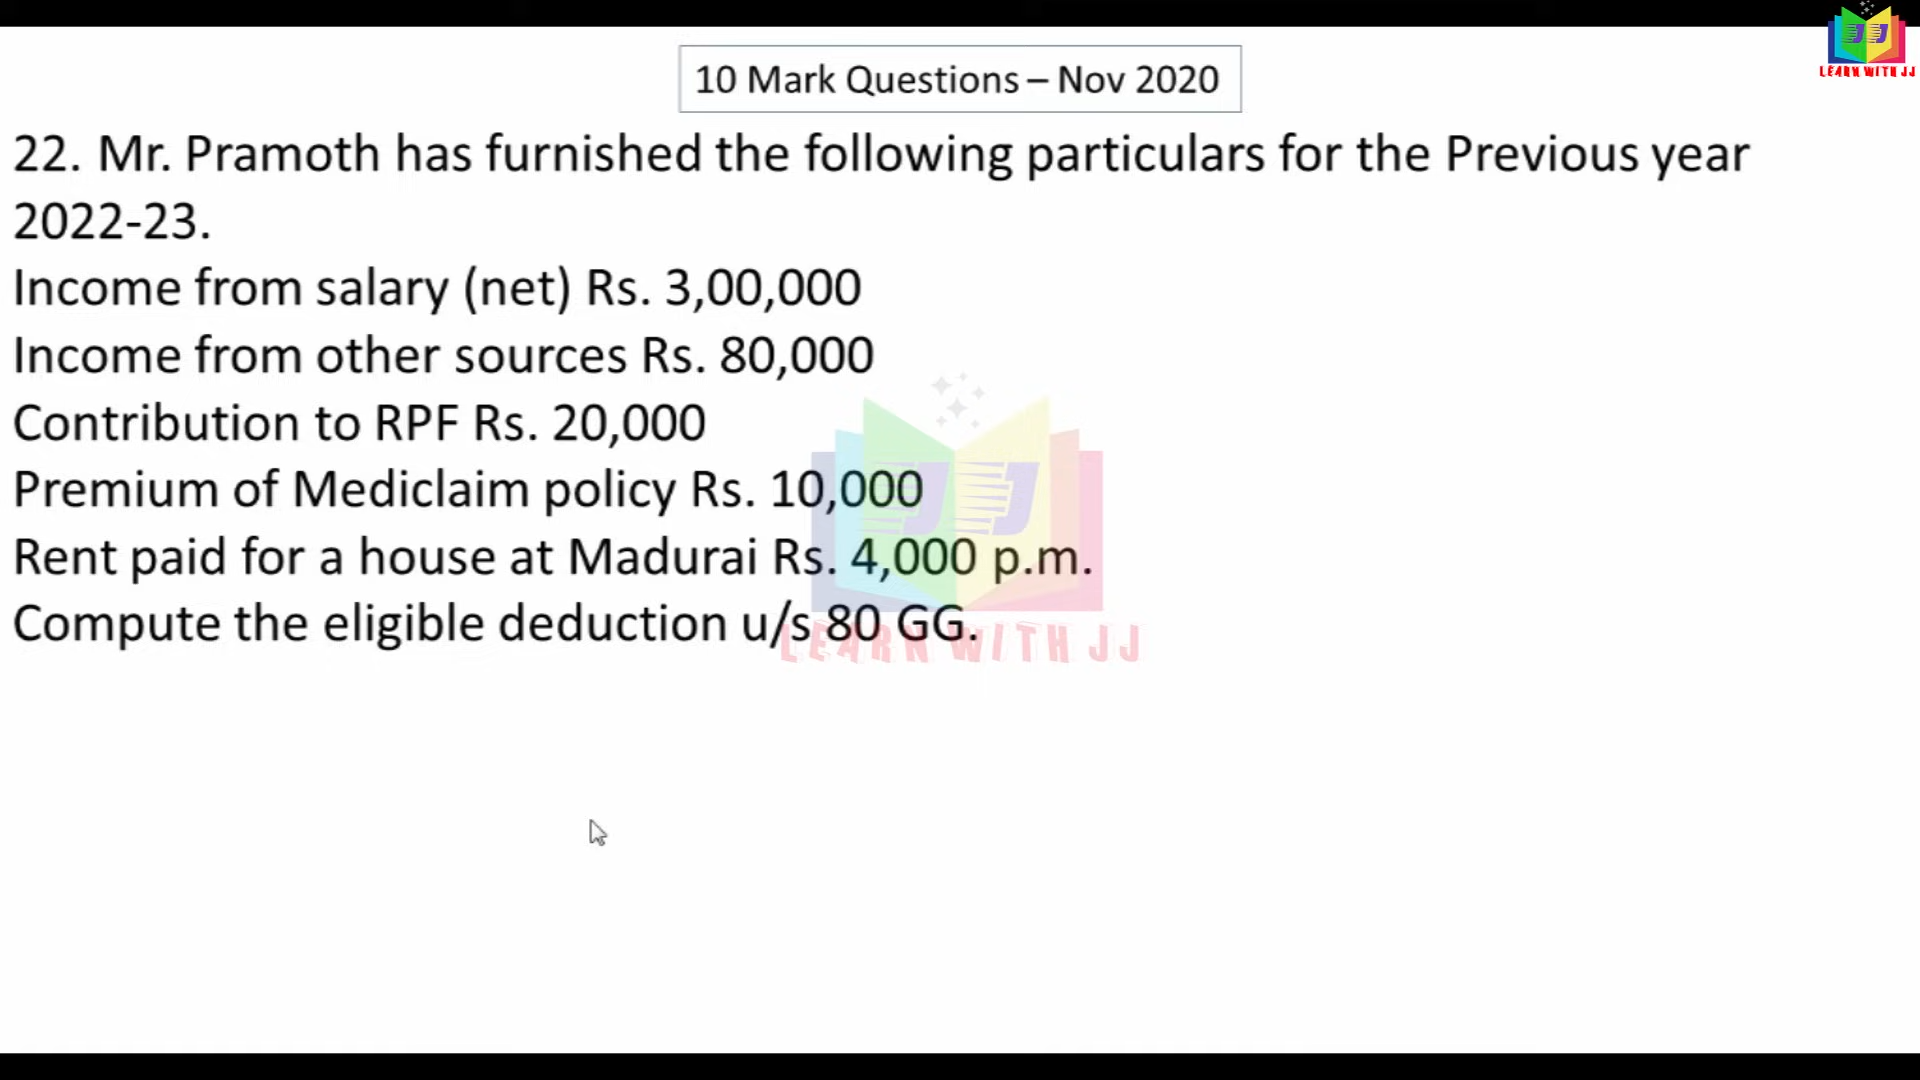 LEARN WITH JJ
10 Mark Questions – Nov 2020
22. Mr. Pramoth has furnished the following particulars for the Previous year
2022-23.
Income from salary (net) Rs. 3,00,000
Income from other sources Rs. 80,000
Contribution to RPF Rs. 20,000
Premium of Mediclaim policy Rs. 10,000
Rent paid for a house at Madurai Rs. 4,000 p.m.
Compute the eligible deduction u/s 80 GG.
JJ
LEARN WITH JJ